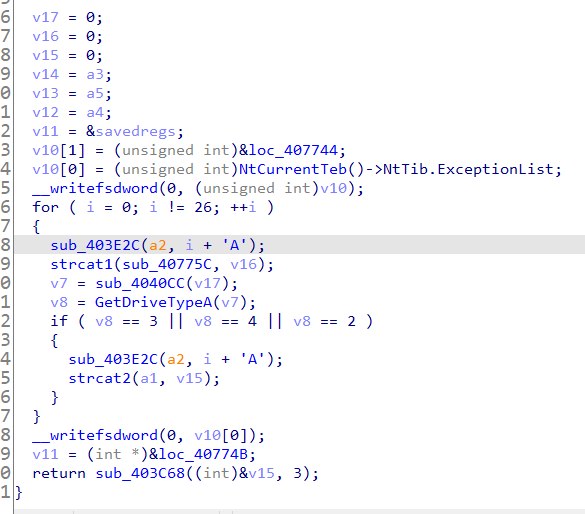 6 v17 = 0;
7 v16 = 0;
8 v15 = 0;
9 v14 = a3;
0 v13 = a5;
1 v12 = a4;
2 v11 = &savedregs;
3 v10[1] = (unsigned int)&loc_407744;
4 v10[0] = (unsigned int)NtCurrentTeb()->NtTib.ExceptionList;
5 __writefsdword(0, (unsigned int)v10);
6 for ( i = 0; i != 26; ++i )
7 {
8 sub_403E2C(a2, i + 'A');
9 strcat1(sub_40775C, v16);
0 v7 = sub_4040CC(v17);
1 v8 = GetDriveTypeA(v7);
2 if ( v8 == 3 || v8 == 4 || v8 == 2 )
3 {
4 sub_403E2C(a2, i + 'A');
5 strcat2(a1, v15);
6 }
7 }
8 __writefsdword(0, v10[0]);
9 v11 = (int *)&loc_40774B;
0 return sub_403C68((int)&v15, 3);
1 }